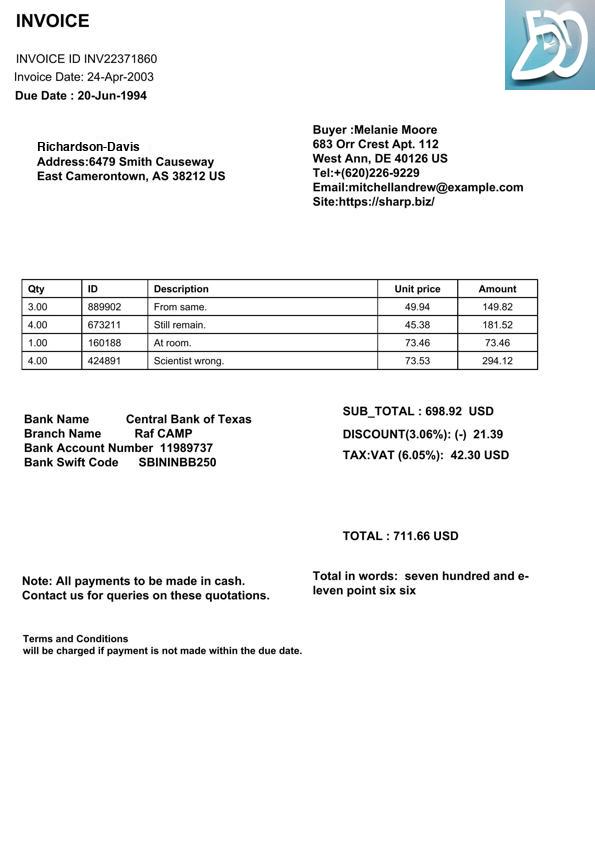 INVOICE
INVOICE ID INV22371860
Invoice Date: 24-Apr-2003
Due Date : 20-Jun-1994
Richardson-Davis
Address:6479 Smith Causeway
East Camerontown, AS 38212 US
Buyer :Melanie Moore
683 Orr Crest Apt. 112
West Ann, DE 40126 US
Tel:+(620)226-9229
Email:mitchellandrew@example.com
Site:https://sharp.biz/
Qty ID Description Unit price Amount
3.00 889902 From same. 49.94 149.82
4.00 673211 Still remain. 45.38 181.52
1.00 160188 At room. 73.46 73.46
4.00 424891 Scientist wrong. 73.53 294.12
Bank Name Central Bank of Texas
Branch Name Raf CAMP
Bank Account Number 11989737
Bank Swift Code SBININBB250
SUB_TOTAL : 698.92 USD
DISCOUNT(3.06%): (-) 21.39
TAX:VAT (6.05%): 42.30 USD
TOTAL : 711.66 USD
Note: All payments to be made in cash.
Contact us for queries on these quotations.
Total in words: seven hundred and e-
leven point six six
Terms and Conditions
will be charged if payment is not made within the due date.